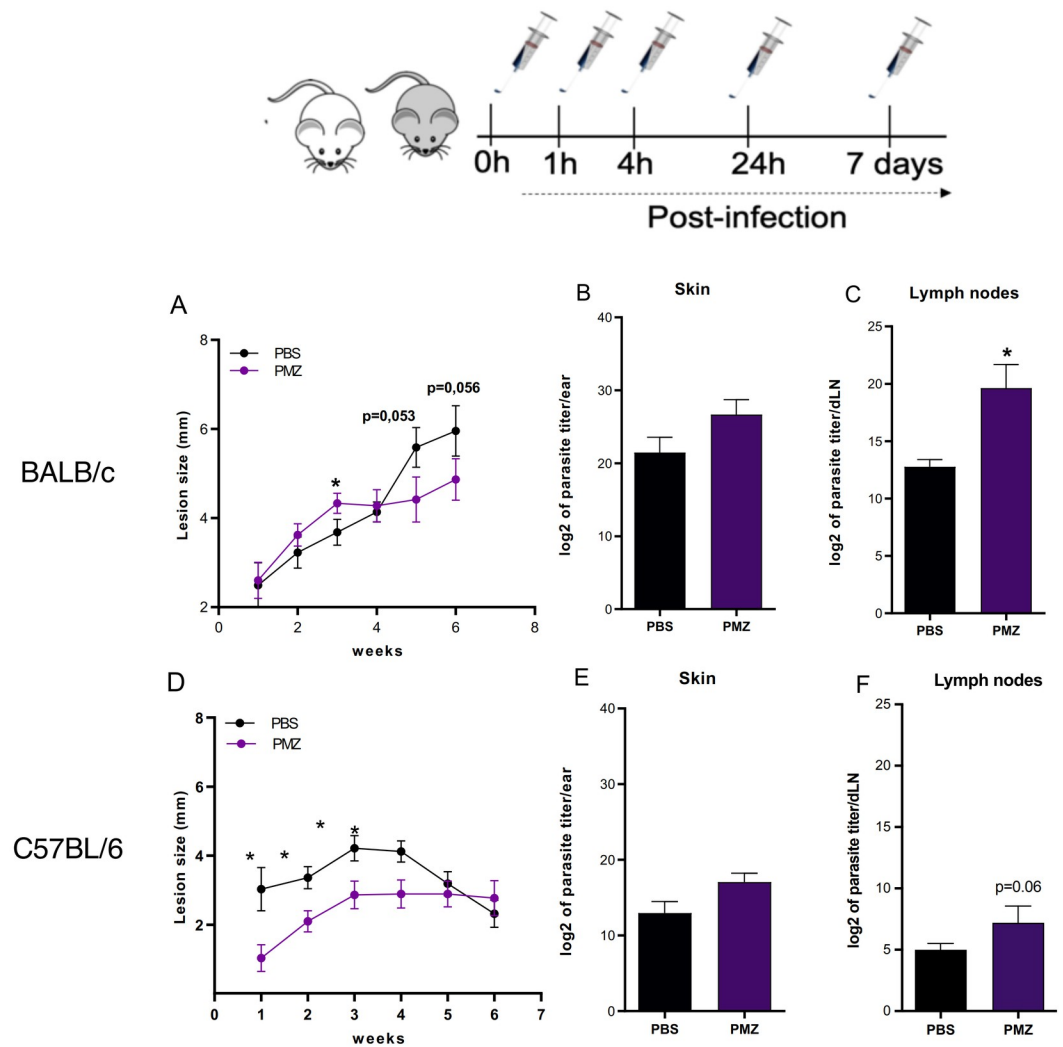 0h 1h 4h 24h 7 days
Post-infection
BALB/c
A
8
6
4
2
0 2 4 6 8
PBS
PMZ
*
p=0,053
p=0,056
Lesion size (mm)
weeks
B
Skin
40
30
20
10
0
log2 of parasite titer/ear
PBS PMZ
C
Lymph nodes
25
20
15
10
5
0
*
log2 of parasite titer/dLN
PBS PMZ
C57BL/6
D
8
6
4
2
0 1 2 3 4 5 6 7
PBS
PMZ
* * * *
Lesion size (mm)
weeks
E
Skin
40
30
20
10
0
log2 of parasite titer/ear
PBS PMZ
F
Lymph nodes
25
20
15
10
5
0
p=0.06
log2 of parasite titer/dLN
PBS PMZ